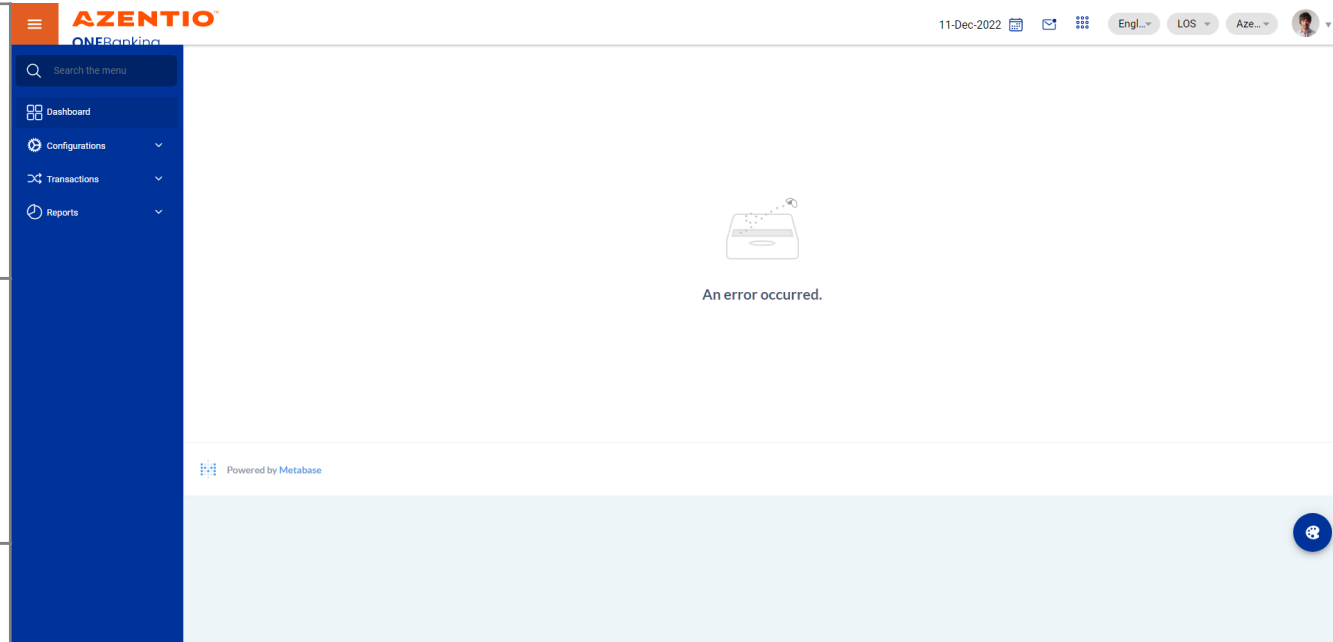 AZENTIO™
ONEBanking
11-Dec-2022
Engl...
LOS
Aze...
Search the menu
Dashboard
Configurations
Transactions
Reports
An error occurred.
Powered by Metabase